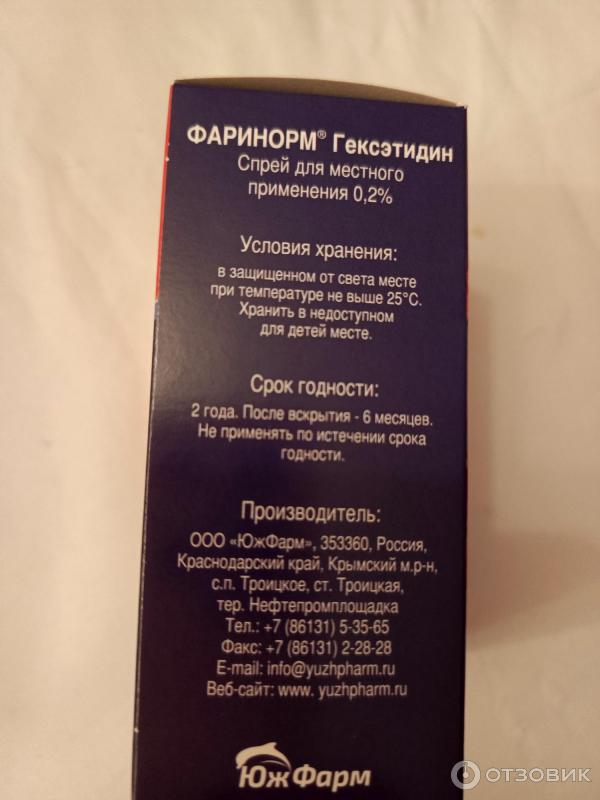 ФАРИНОРМ® Гексэтидин
Спрей для местного
применения 0,2%
Условия хранения:
в защищенном от света месте
при температуре не выше 25°С.
Хранить в недоступном
для детей месте.
Срок годности:
2 года. После вскрытия - 6 месяцев.
Не применять по истечении срока
годности.
Производитель:
ООО «ЮжФарм», 353360, Россия,
Краснодарский край, Крымский м.р-н,
с.п. Троицкое, ст. Троицкая,
тер. Нефтепромплощадка
Тел.: +7 (86131) 5-35-65
Факс: +7 (86131) 2-28-28
E-mail: info@yuzhpharm.ru
Веб-сайт: www. yuzhpharm.ru
ЮжФарм
ОТЗОВИК